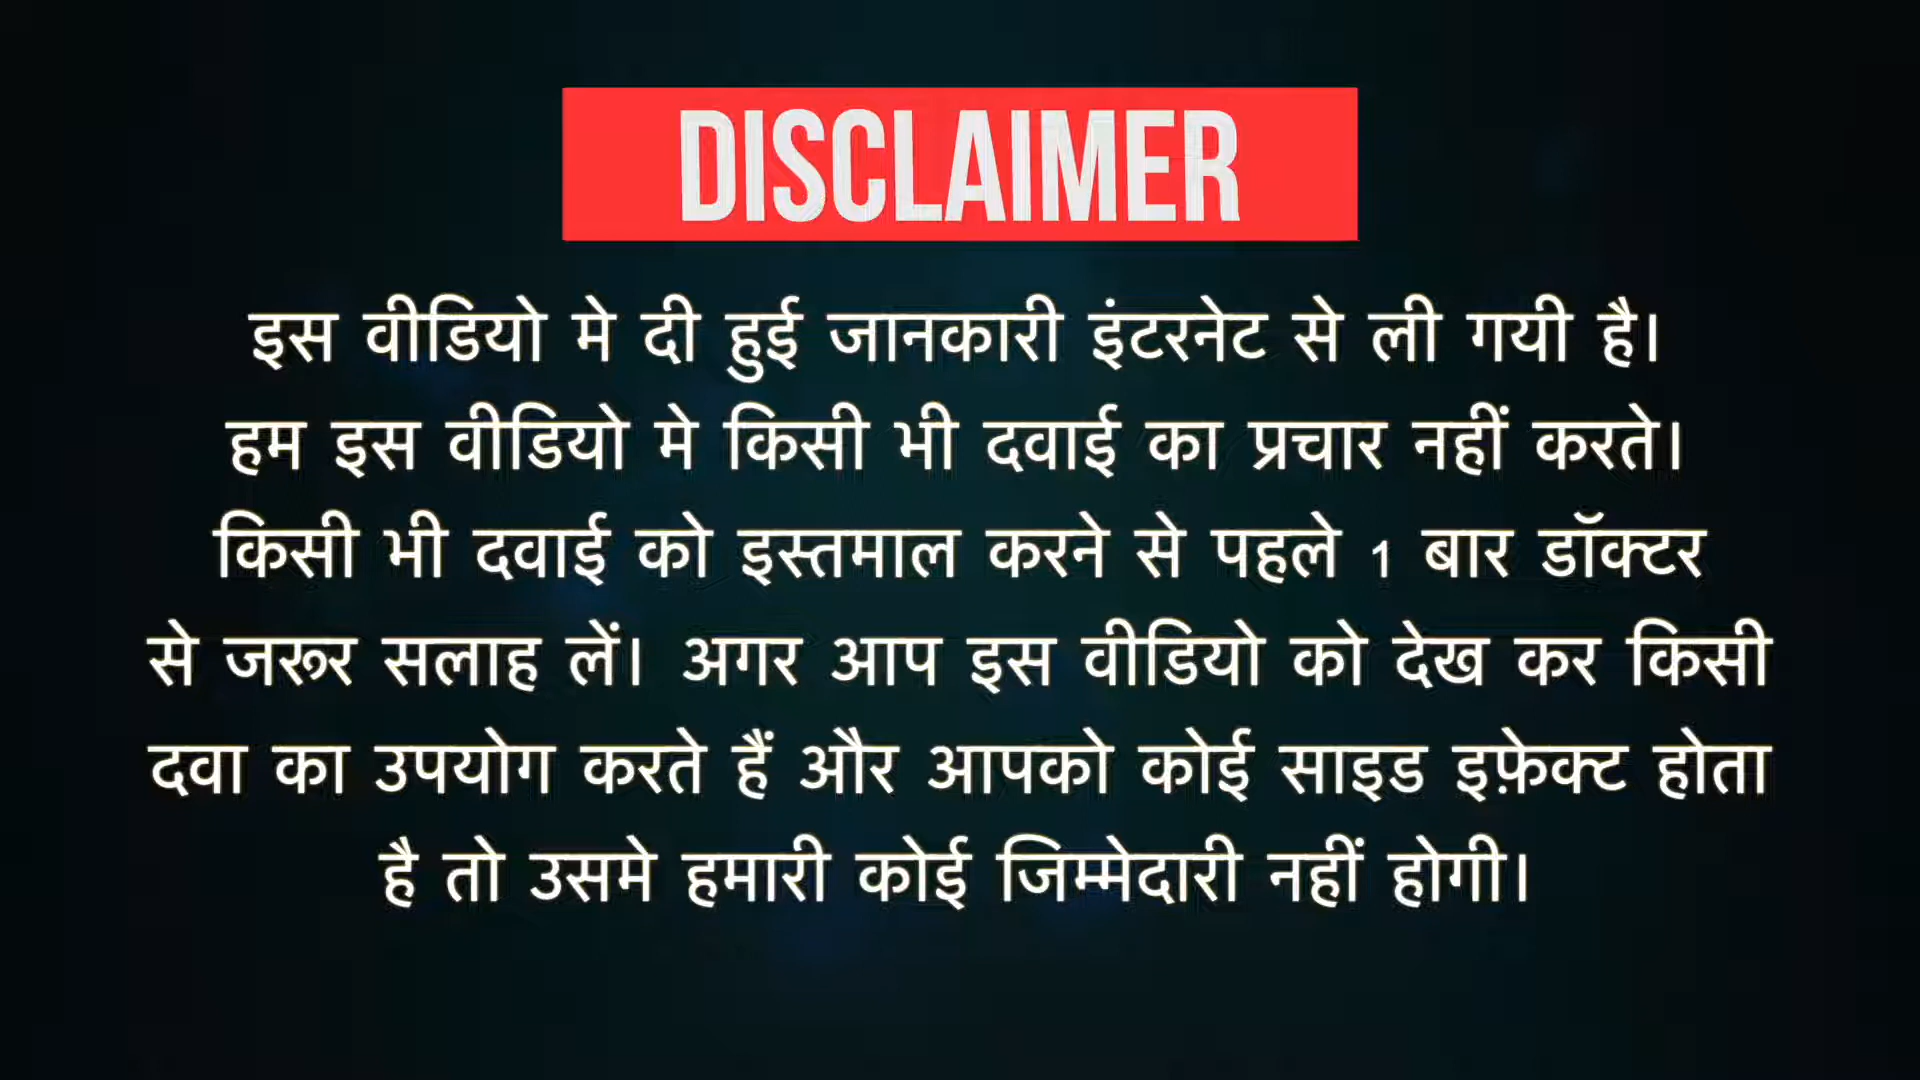 DISCLAIMER
इस वीडियो मे दी हुई जानकारी इंटरनेट से ली गयी है।
हम इस वीडियो मे किसी भी दवाई का प्रचार नहीं करते।
किसी भी दवाई को इस्तमाल करने से पहले 1 बार डॉक्टर
से जरूर सलाह लें। अगर आप इस वीडियो को देख कर किसी
दवा का उपयोग करते हैं और आपको कोई साइड इफ़ेक्ट होता
है तो उसमे हमारी कोई जिम्मेदारी नहीं होगी।